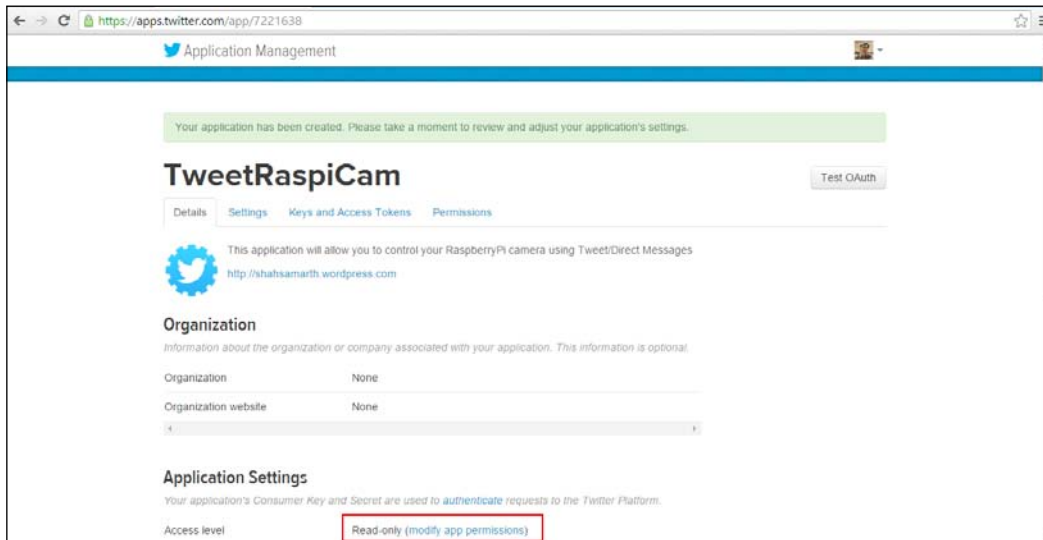 https://apps.twitter.com/app/7221638
Application Management
Your application has been created. Please take a moment to review and adjust your application's settings.
TweetRaspiCam
Test OAuth
Details Settings Keys and Access Tokens Permissions
This application will allow you to control your RaspberryPi camera using Tweet/Direct Messages
http://shahsamarth.wordpress.com
Organization
Information about the organization or company associated with your application. This information is optional.
Organization None
Organization website None
Application Settings
Your application's Consumer Key and Secret are used to authenticate requests to the Twitter Platform.
Access level Read-only (modify app permissions)